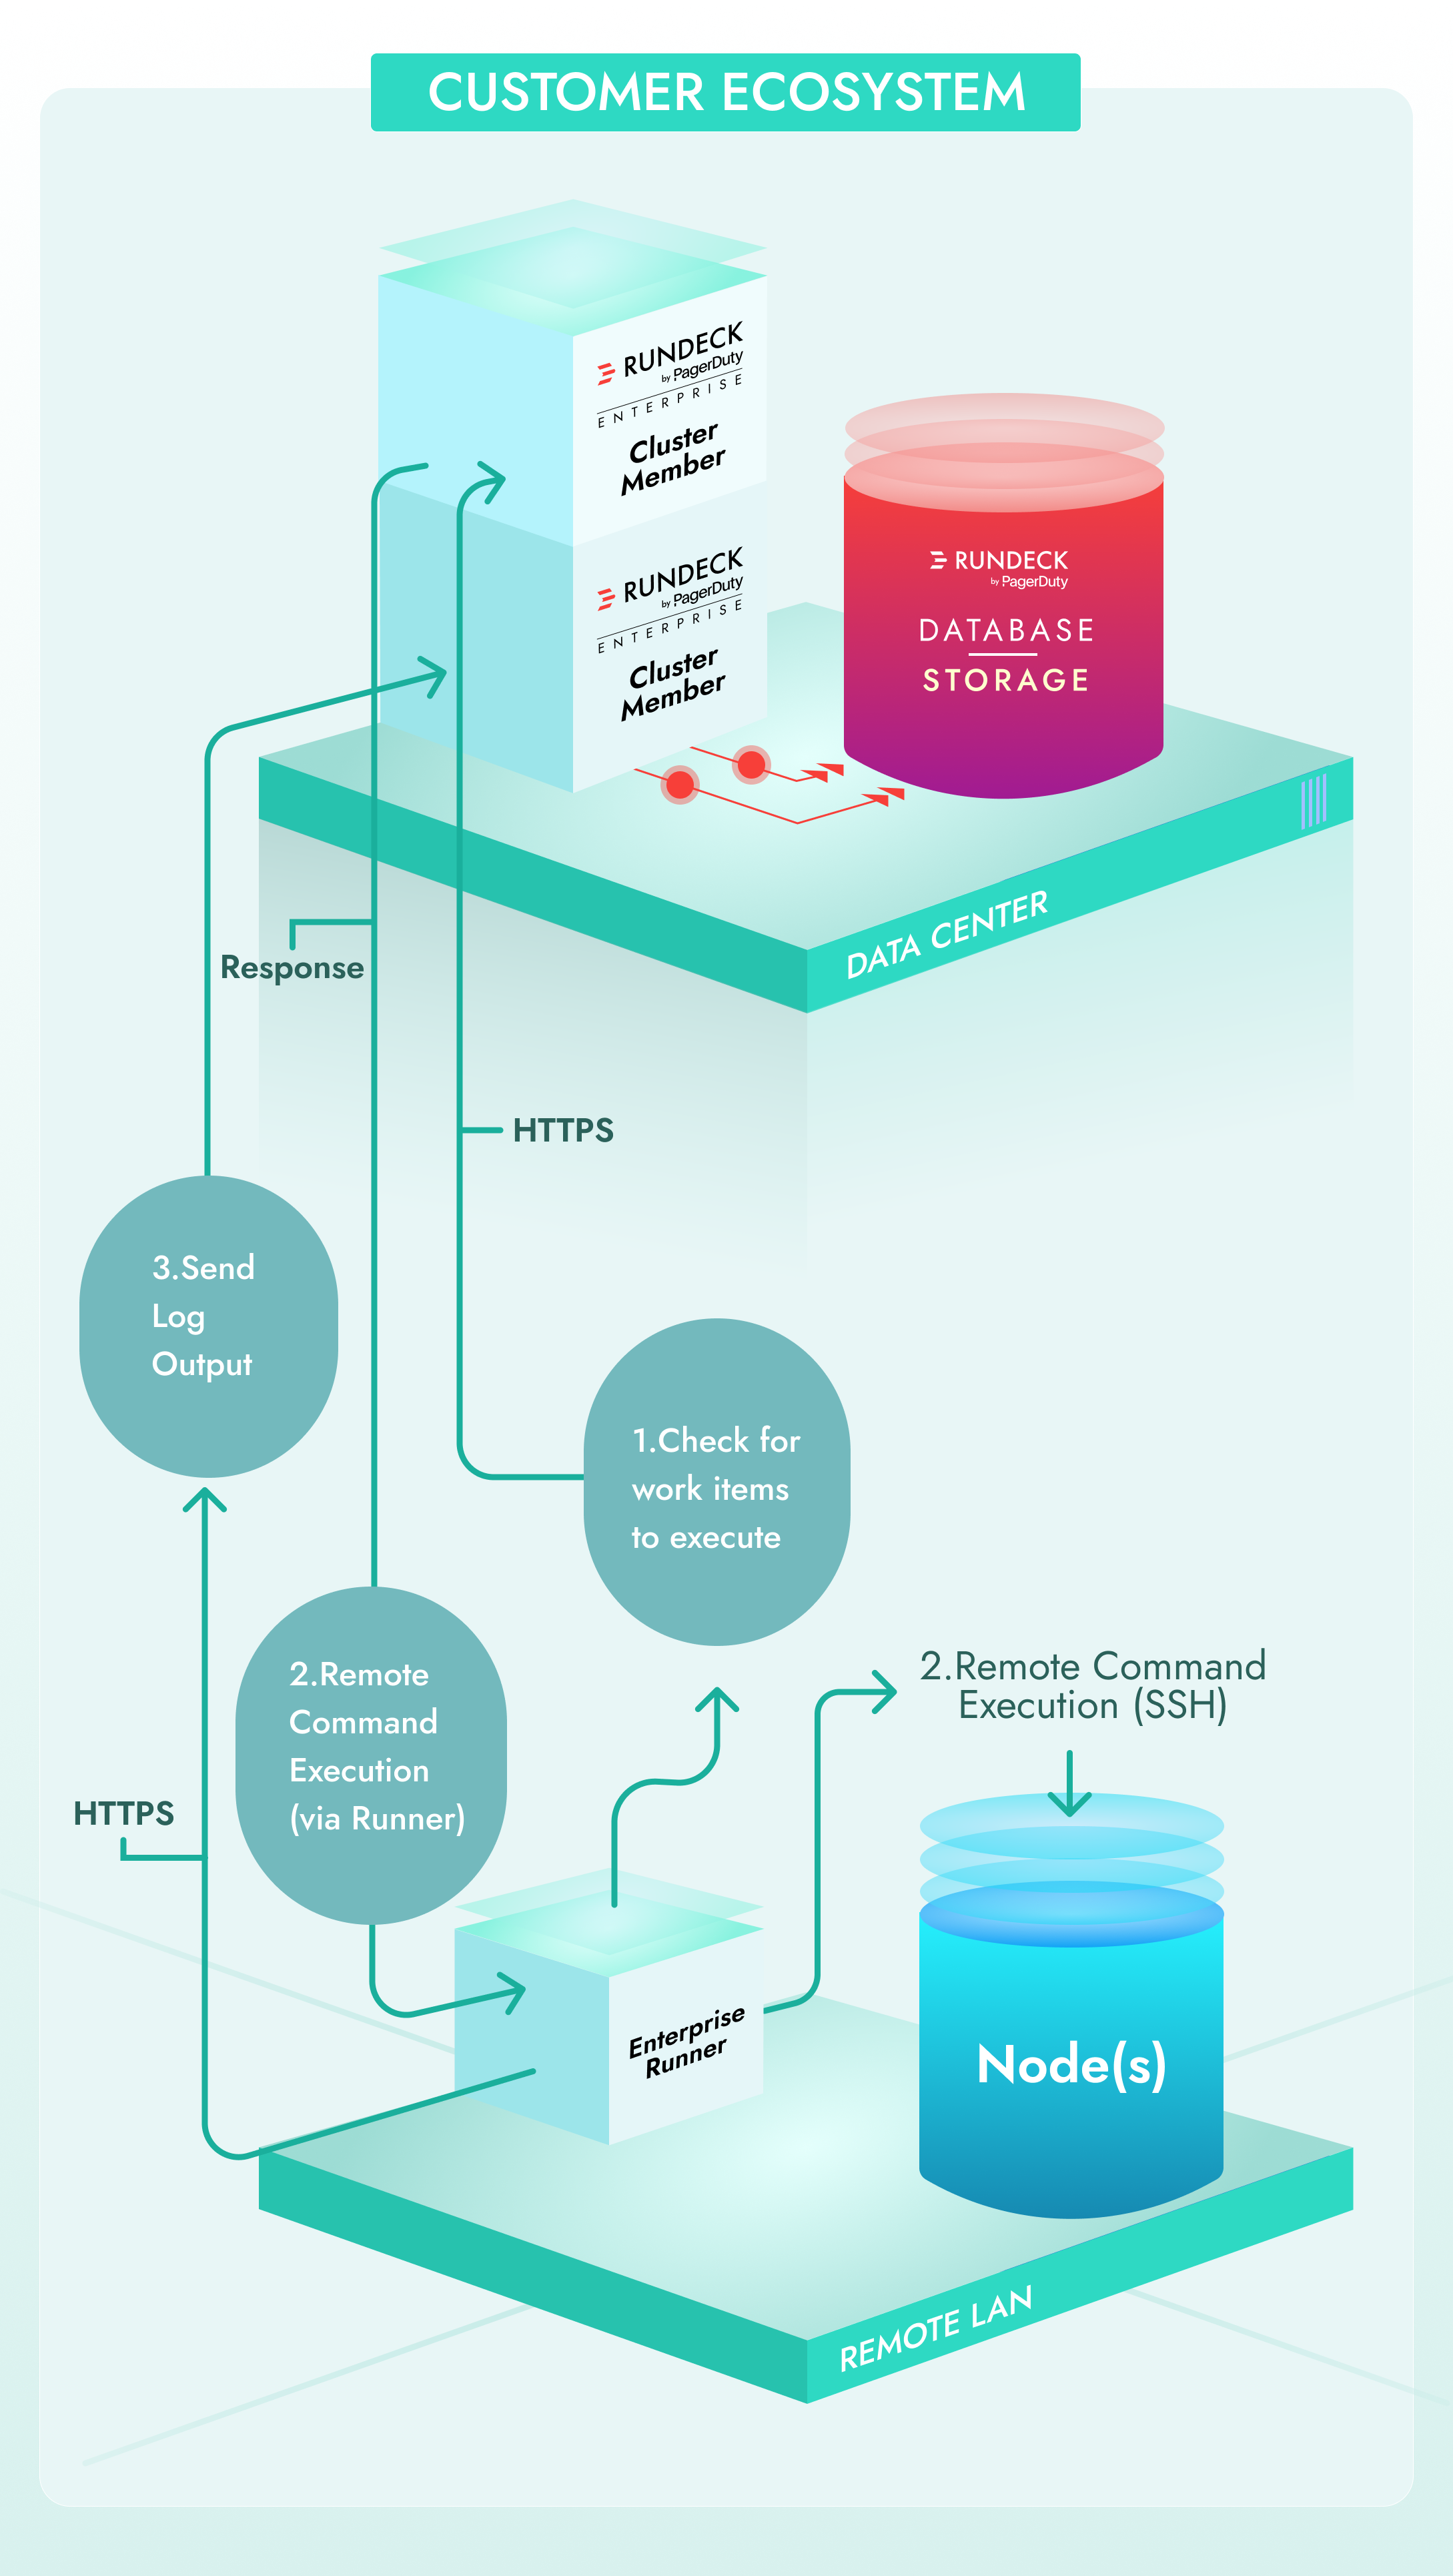 CUSTOMER ECOSYSTEM
RUNDECK
by PagerDuty
ENTERPRISE
Cluster
Member
RUNDECK
by PagerDuty
ENTERPRISE
Cluster
Member
RUNDECK
by PagerDuty
DATABASE
STORAGE
DATA CENTER
Response
HTTPS
3.Send
Log
Output
1.Check for
work items
to execute
2.Remote
Command
Execution
(via Runner)
2.Remote Command
Execution (SSH)
HTTPS
Enterprise
Runner
Node(s)
REMOTE LAN